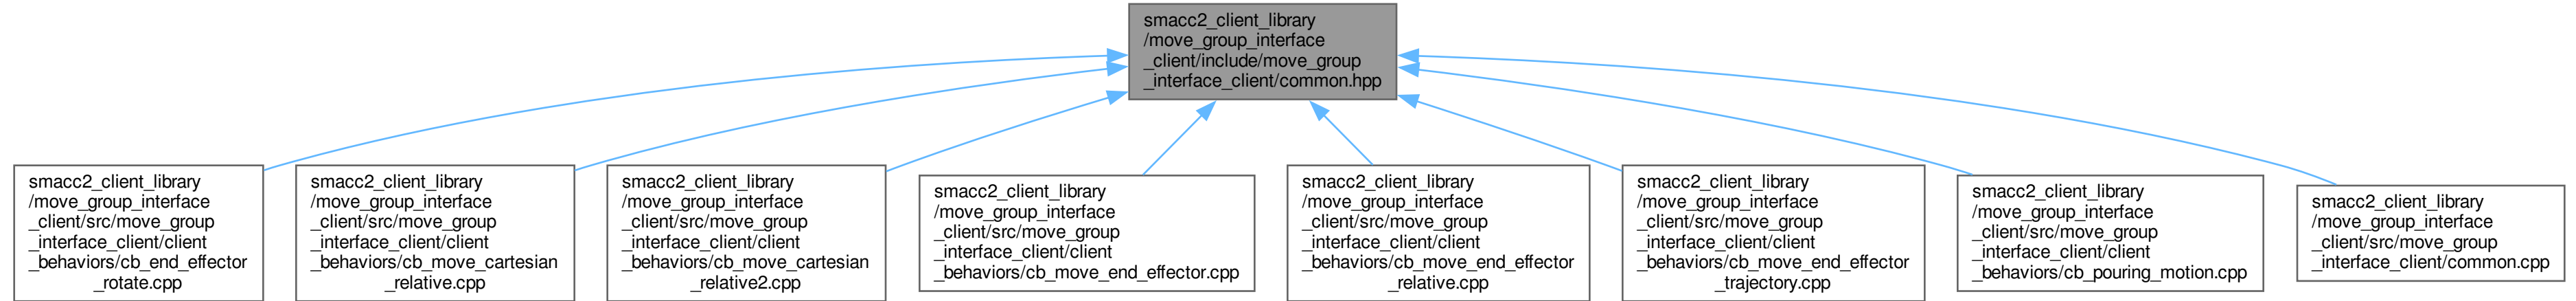 smacc2_client_library
/move_group_interface
_client/include/move_group
_interface_client/common.hpp
smacc2_client_library
/move_group_interface
_client/src/move_group
_interface_client/client
_behaviors/cb_end_effector
_rotate.cpp
smacc2_client_library
/move_group_interface
_client/src/move_group
_interface_client/client
_behaviors/cb_move_cartesian
_relative.cpp
smacc2_client_library
/move_group_interface
_client/src/move_group
_interface_client/client
_behaviors/cb_move_cartesian
_relative2.cpp
smacc2_client_library
/move_group_interface
_client/src/move_group
_interface_client/client
_behaviors/cb_move_end_effector.cpp
smacc2_client_library
/move_group_interface
_client/src/move_group
_interface_client/client
_behaviors/cb_move_end_effector
_relative.cpp
smacc2_client_library
/move_group_interface
_client/src/move_group
_interface_client/client
_behaviors/cb_move_end_effector
_trajectory.cpp
smacc2_client_library
/move_group_interface
_client/src/move_group
_interface_client/client
_behaviors/cb_pouring_motion.cpp
smacc2_client_library
/move_group_interface
_client/src/move_group
_interface_client/common.cpp